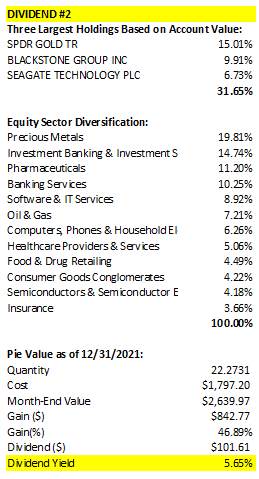 DIVIDEND #2
Three Largest Holdings Based on Account Value:
SPDR GOLD TR 15.01%
BLACKSTONE GROUP INC 9.91%
SEAGATE TECHNOLOGY PLC 6.73%
31.65%
Equity Sector Diversification:
Precious Metals 19.81%
Investment Banking & Investment S 14.74%
Pharmaceuticals 11.20%
Banking Services 10.25%
Software & IT Services 8.92%
Oil & Gas 7.21%
Computers, Phones & Household El 6.26%
Healthcare Providers & Services 5.06%
Food & Drug Retailing 4.49%
Consumer Goods Conglomerates 4.22%
Semiconductors & Semiconductor E 4.18%
Insurance 3.66%
100.00%
Pie Value as of 12/31/2021:
Quantity 22.2731
Cost $1,797.20
Month-End Value $2,639.97
Gain ($) $842.77
Gain(%) 46.89%
Dividend ($) $101.61
Dividend Yield 5.65%